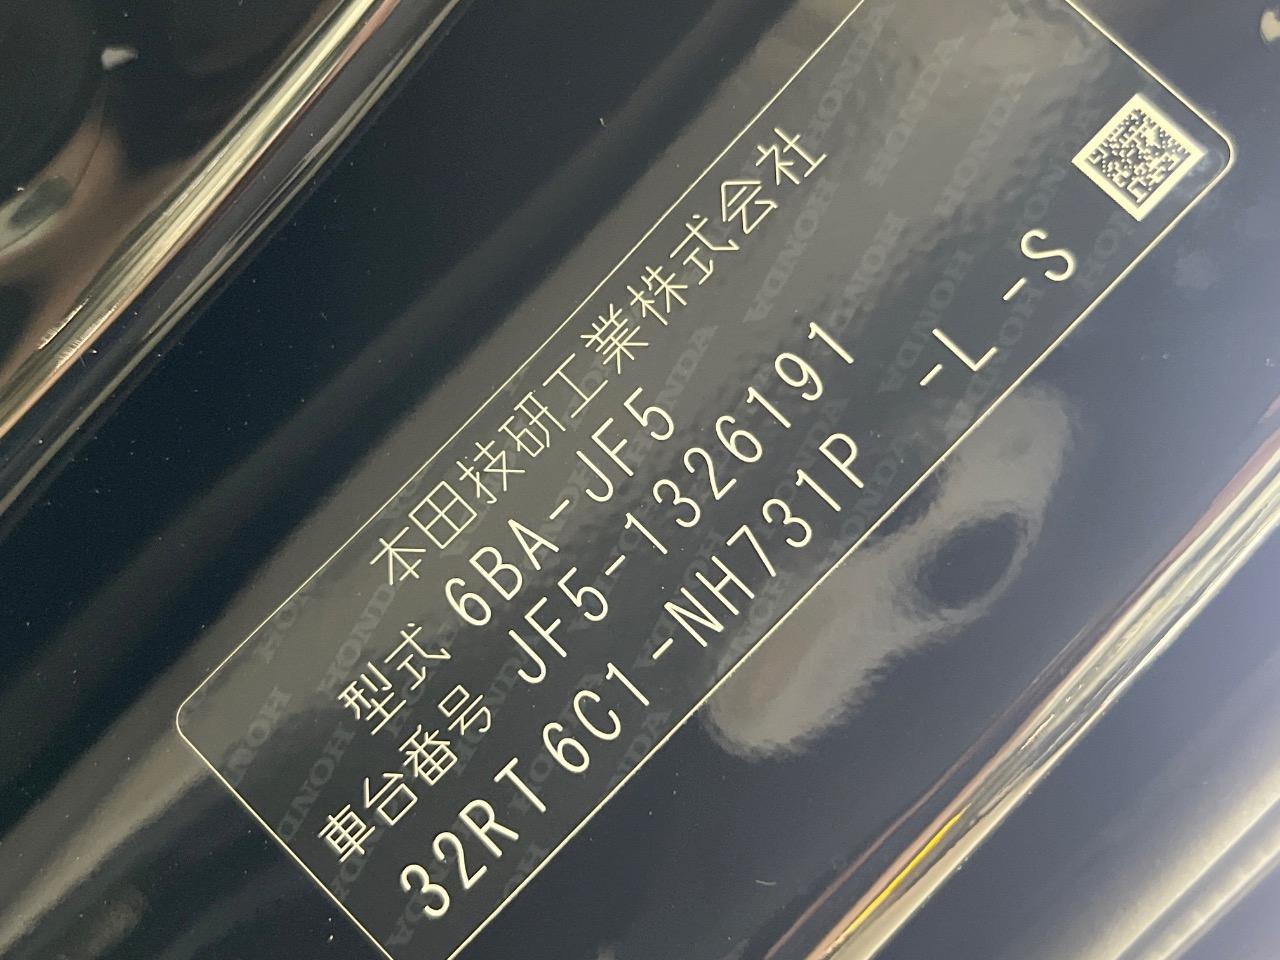 本田技研工業株式会社
型式 6BA-JF5
車台番号 JF5-1326191
32RT6C1-NH731P -L -S